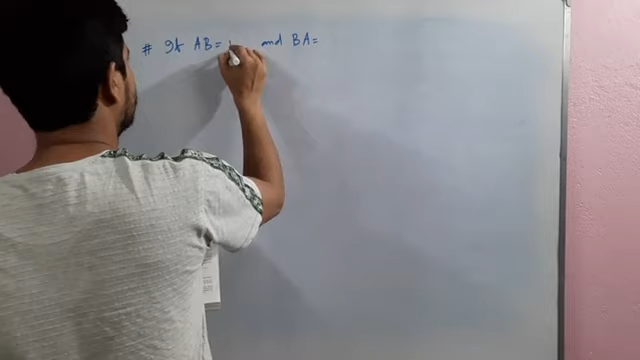 # If AB= and BA=